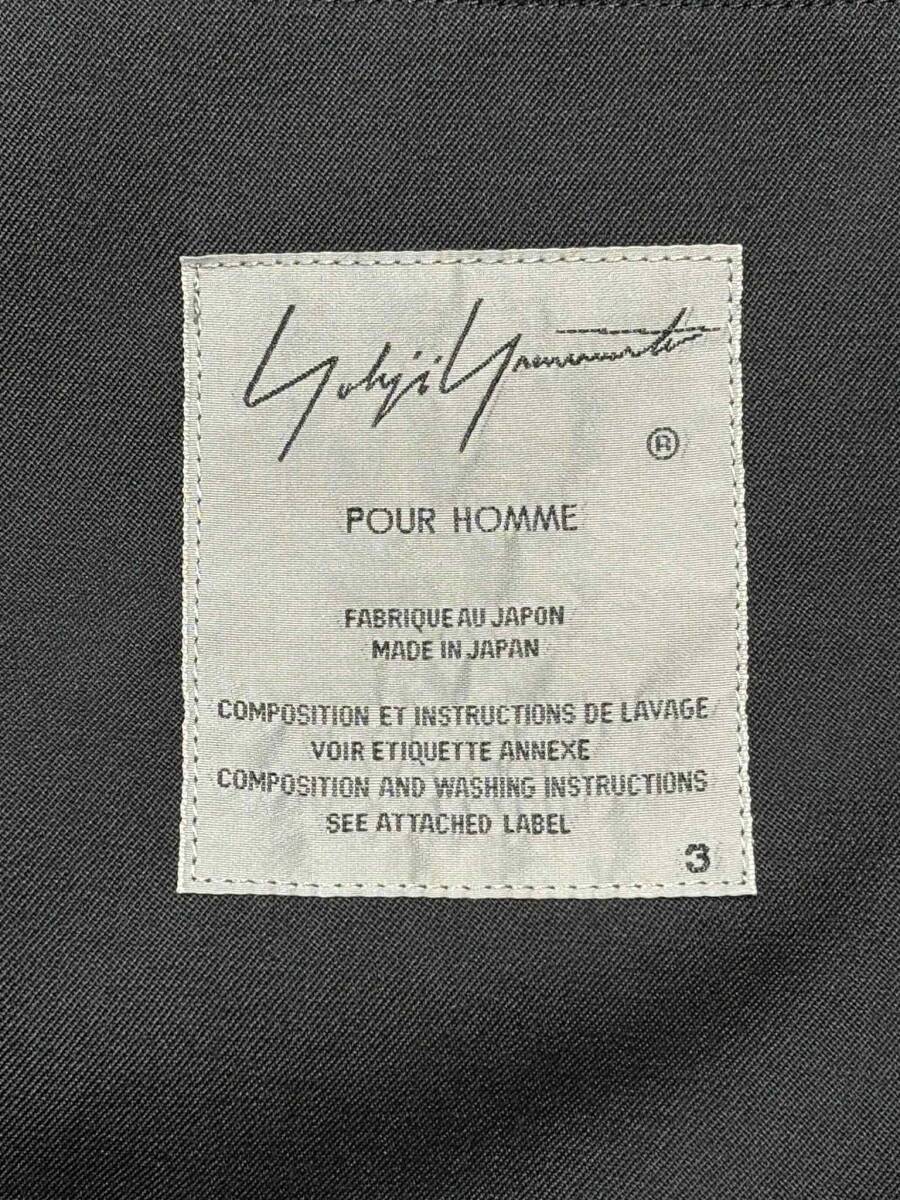 Yohji Yamamoto
®
POUR HOMME
FABRIQUE AU JAPON
MADE IN JAPAN
COMPOSITION ET INSTRUCTIONS DE LAVAGE
VOIR ETIQUETTE ANNEXE
COMPOSITION AND WASHING INSTRUCTIONS
SEE ATTACHED LABEL
3